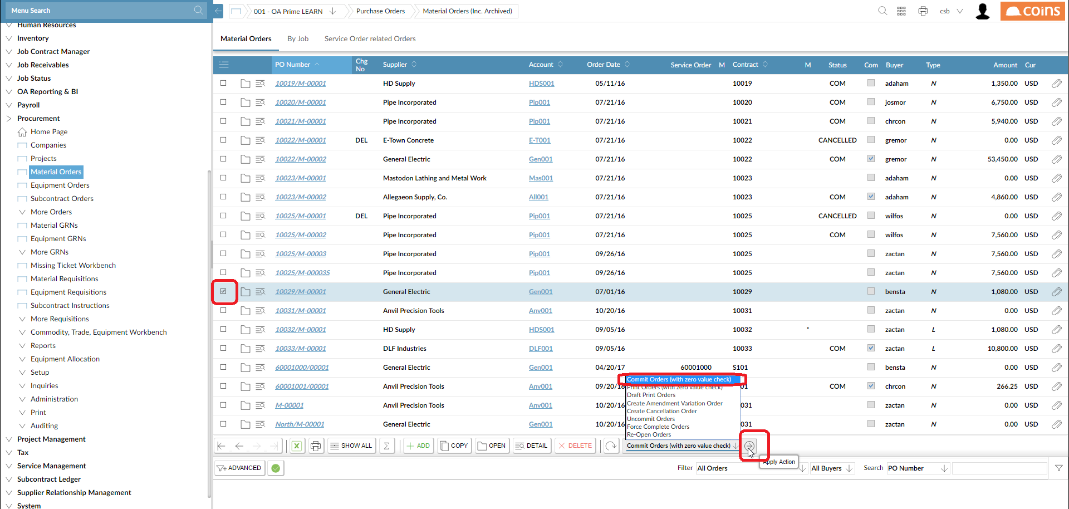 Menu Search
001 - OA Prime LEARN
Purchase Orders
Material Orders (Inc. Archived)
csb
COINS
Human Resources
Inventory
Job Contract Manager
Job Receivables
Job Status
OA Reporting & BI
Payroll
Procurement
Home Page
Companies
Projects
Material Orders
Equipment Orders
Subcontract Orders
More Orders
Material GRNs
Equipment GRNs
More GRNs
Missing Ticket Workbench
Material Requisitions
Equipment Requisitions
Subcontract Instructions
More Requisitions
Commodity, Trade, Equipment Workbench
Reports
Equipment Allocation
Setup
Inquiries
Administration
Print
Auditing
Project Management
Tax
Service Management
Subcontract Ledger
Supplier Relationship Management
System
Material Orders By Job Service Order related Orders
PO Number Chg No Supplier Account Order Date Service Order M Contract M Status Com Buyer Type Amount Cur
10019/M-00001 HD Supply HDS001 05/11/16 10019 COM adaham N 1,350.00 USD
10020/M-00001 Pipe Incorporated Pip001 07/21/16 10020 COM josmor N 6,750.00 USD
10021/M-00001 Pipe Incorporated Pip001 07/21/16 10021 COM chrcon N 5,940.00 USD
10022/M-00001 DEL E-Town Concrete E-T001 07/21/16 10022 CANCELLED gremor N 0.00 USD
10022/M-00002 General Electric Gen001 07/21/16 10022 COM gremor N 53,450.00 USD
10023/M-00001 Mastodon Lathing and Metal Work Mas001 07/21/16 10023 adaham N 0.00 USD
10023/M-00002 Allegaeon Supply, Co. All001 07/21/16 10023 COM adaham N 4,860.00 USD
10025/M-00001 DEL Pipe Incorporated Pip001 07/21/16 10025 CANCELLED wilfos N 0.00 USD
10025/M-00002 Pipe Incorporated Pip001 07/21/16 10025 COM wilfos N 7,560.00 USD
10025/M-00003 Pipe Incorporated Pip001 09/26/16 10025 zactan N 7,560.00 USD
10025/M-00003S Pipe Incorporated Pip001 09/26/16 10025 zactan N 7,560.00 USD
10029/M-00001 General Electric Gen001 07/01/16 10029 bensta N 1,080.00 USD
10031/M-00001 Anvil Precision Tools Anv001 10/20/16 10031 zactan N 0.00 USD
10032/M-00001 HD Supply HDS001 09/05/16 10032 * zactan L 1,080.00 USD
10033/M-00001 DLF Industries DLF001 09/05/16 10033 COM zactan L 10,800.00 USD
60001000/00001 General Electric Gen001 04/20/17 60001000 S101 bensta N 0.00 USD
60001001/00001 Anvil Precision Tools Anv001 09/20/16 COM chrcon N 266.25 USD
M-00001 Anvil Precision Tools Anv001 10/20/16 zactan N 0.00 USD
North/M-00001 General Electric Gen001 10/20/16 zactan N 0.00 USD
Commit Orders (with zero value check)
Draft Print Orders
Create Amendment Variation Order
Create Cancellation Order
Uncommit Orders
Force Complete Orders
Re-Open Orders
SHOW ALL Σ + ADD COPY OPEN DETAIL × DELETE Commit Orders (with zero value check)
Apply Action
ADVANCED Filter All Orders All Buyers Search PO Number